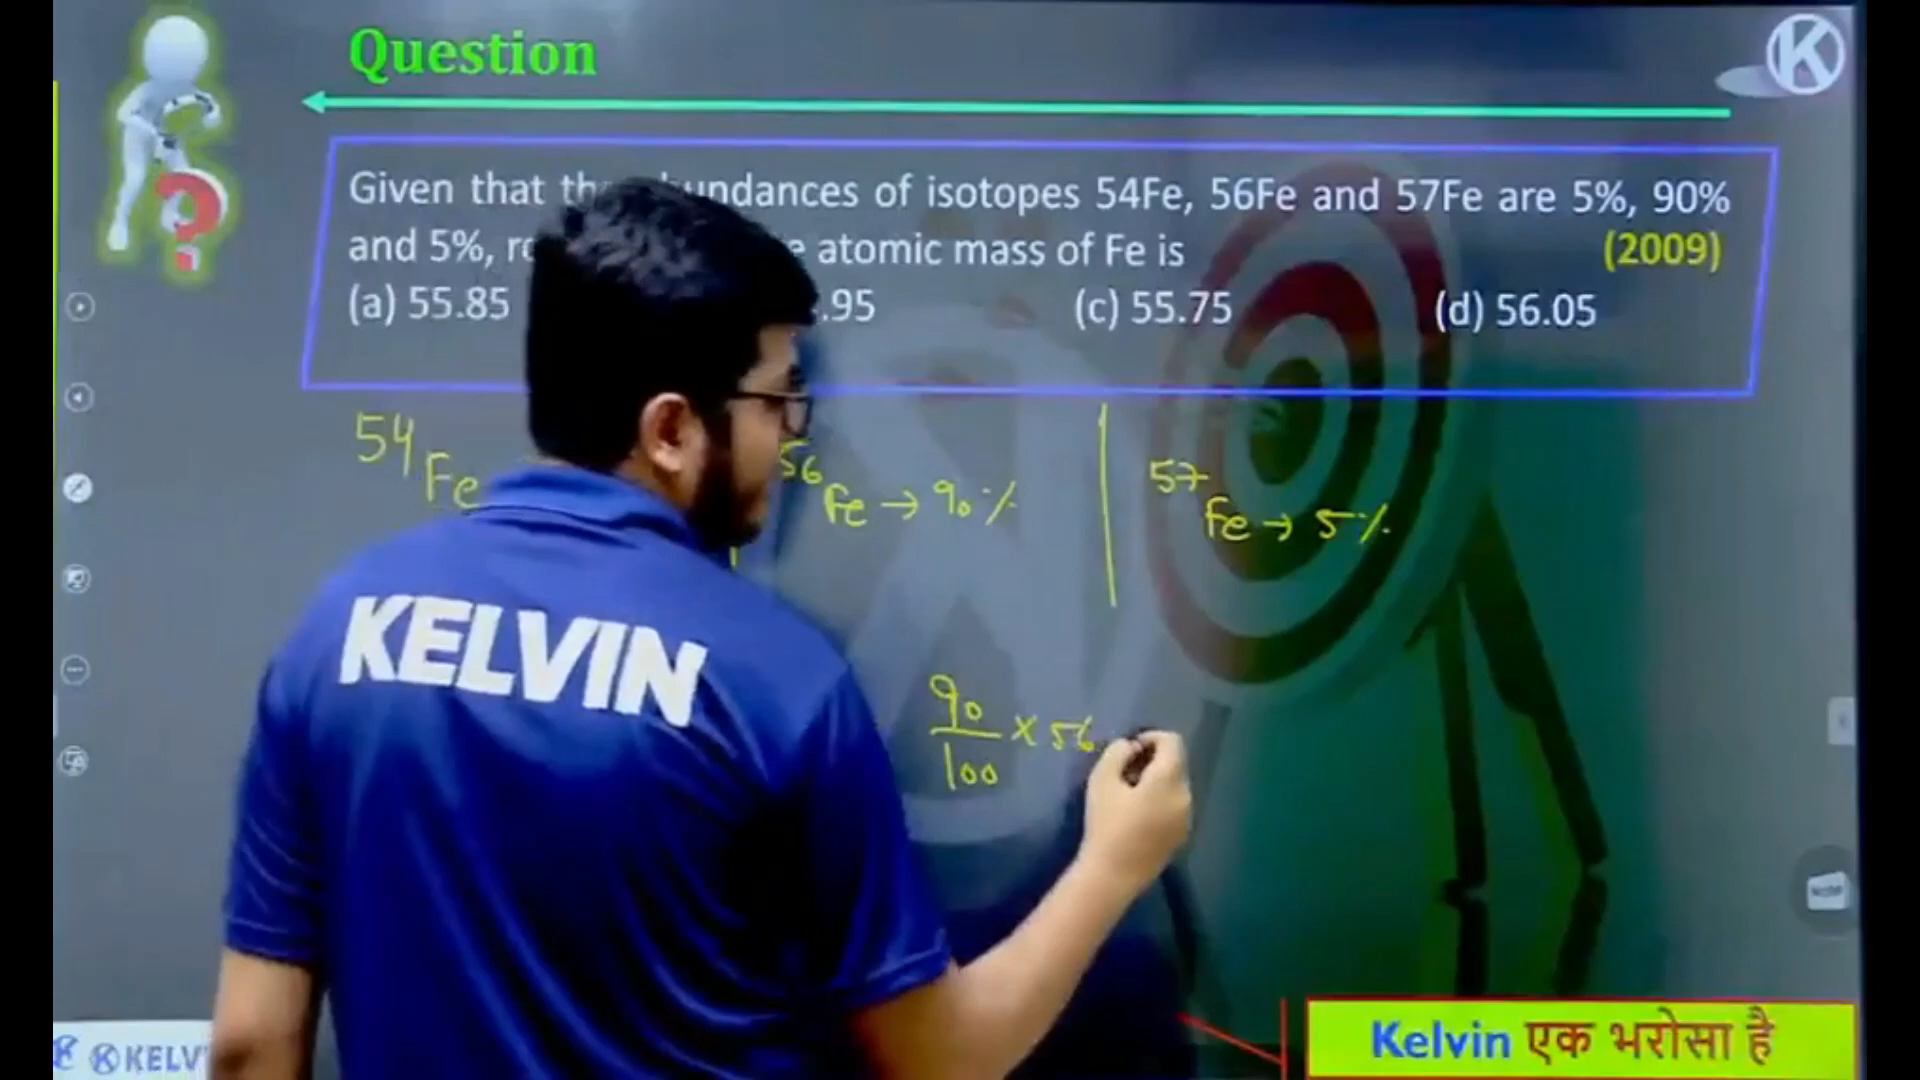 Question
Given that undances of isotopes 54Fe, 56Fe and 57Fe are 5%, 90%
and 5%, atomic mass of Fe is (2009)
(a) 55.85 .95 (c) 55.75 (d) 56.05
54Fe
56Fe → 90%
57Fe → 5%
90/100 × 56
KELVIN
Note
Kelvin एक भरोसा है
KELV